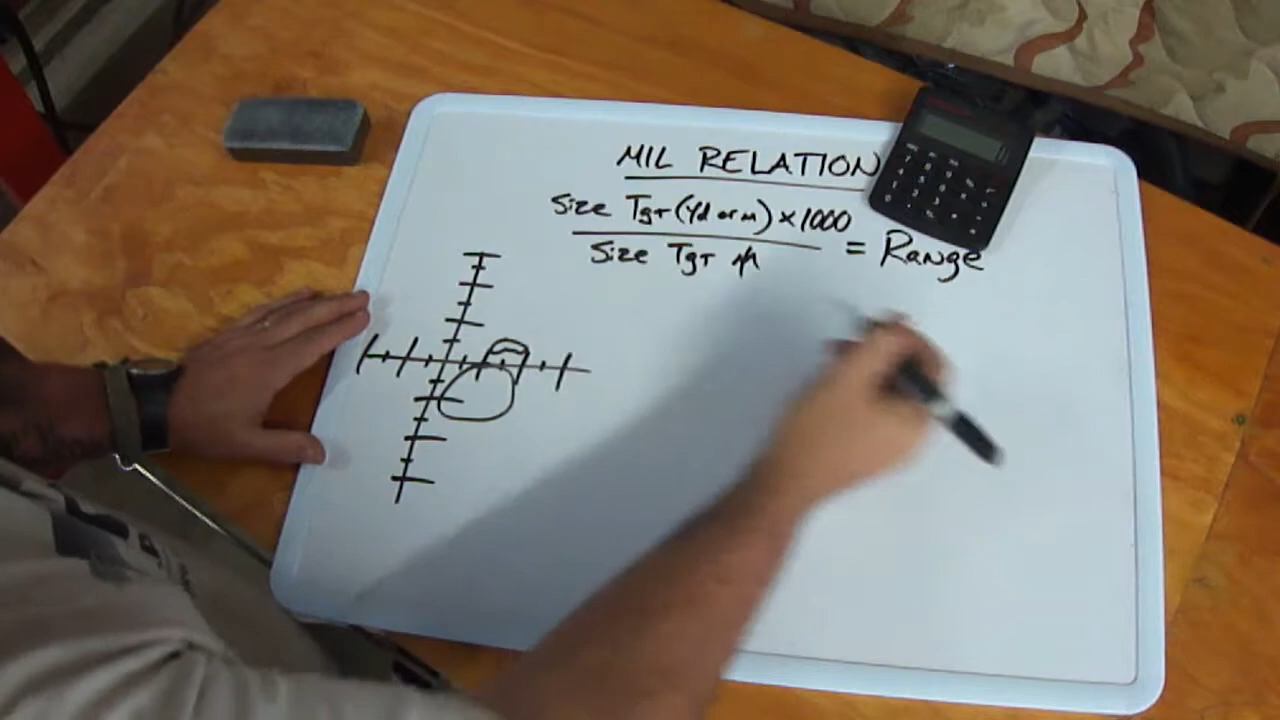 MIL RELATION
Size Tgt (Yd or m) x 1000
Size Tgt
= Range